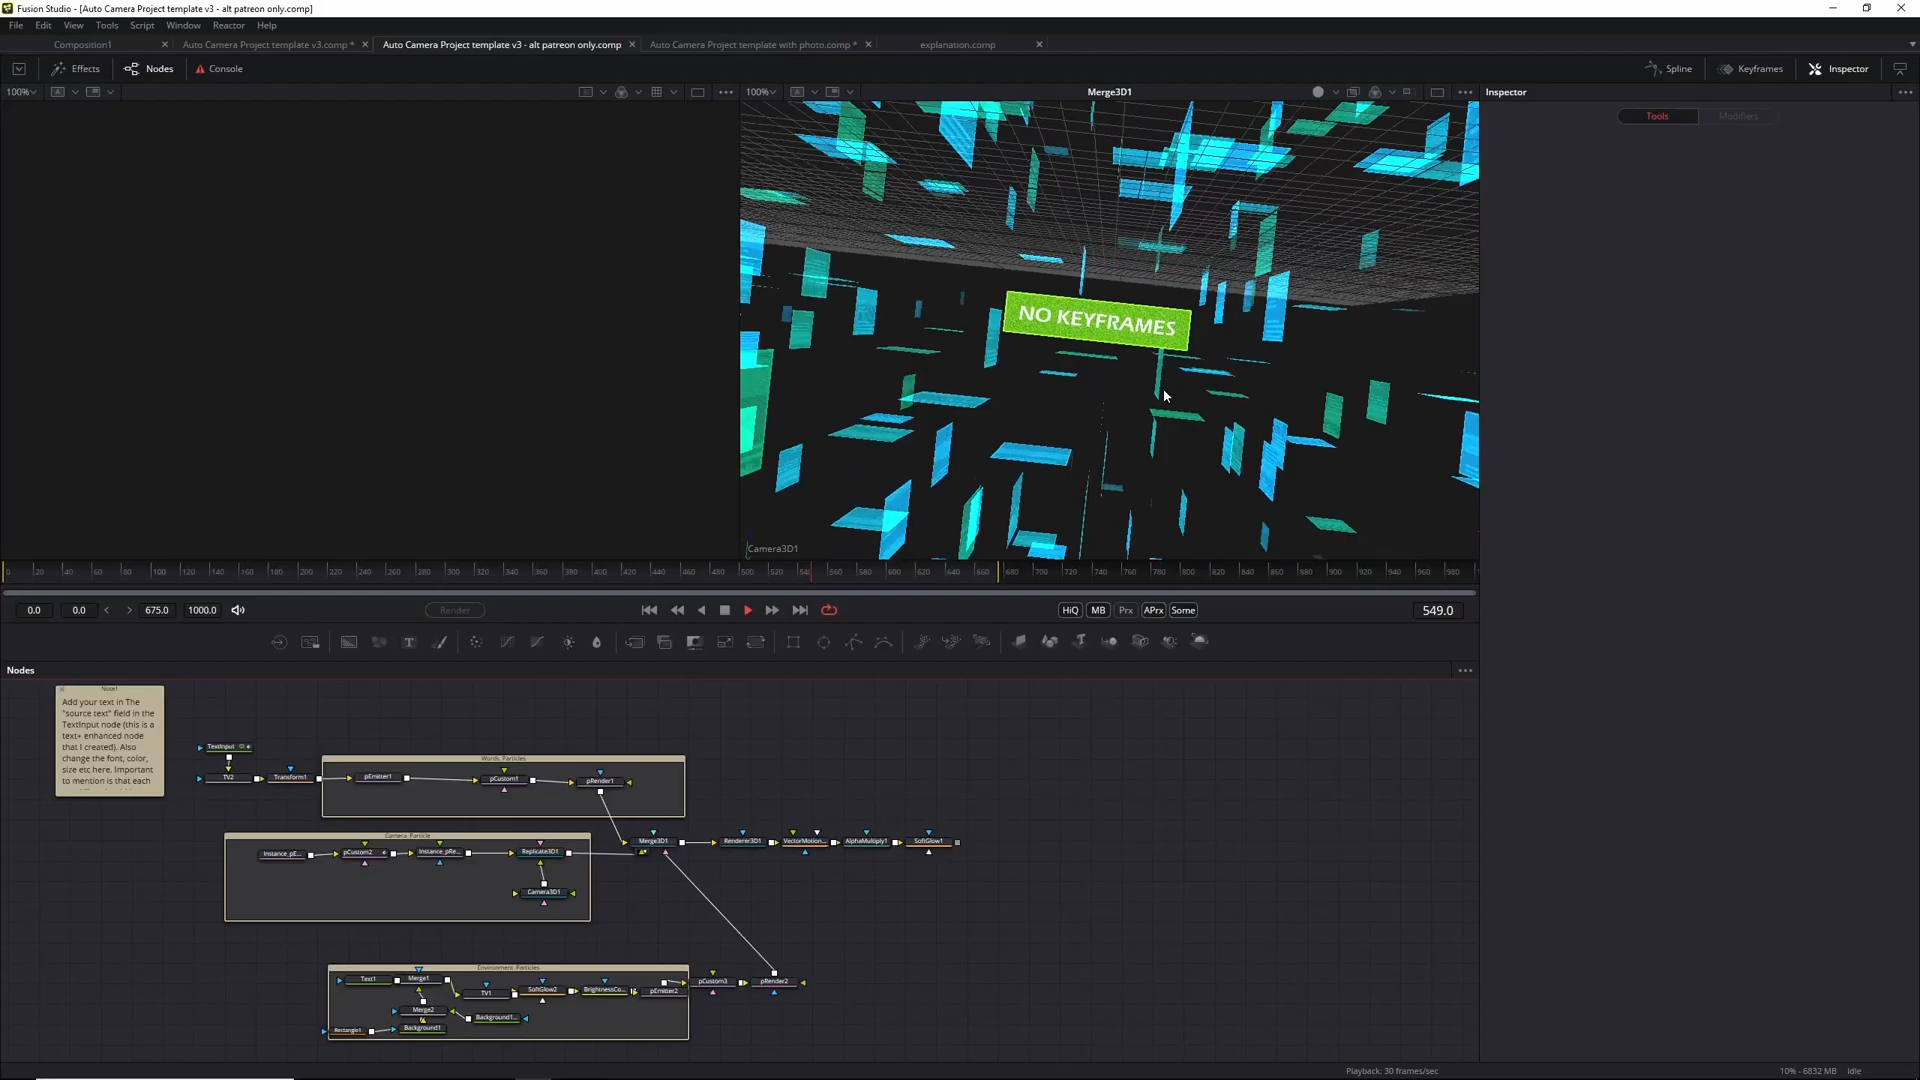 Fusion Studio - [Auto Camera Project template v3 - alt patreon only.comp]
File Edit View Tools Script Window Reactor Help
Composition1 Auto Camera Project template v3.comp * Auto Camera Project template v3 - alt patreon only.comp Auto Camera Project template with photo.comp * explanation.comp
Effects Nodes Console Spline Keyframes Inspector
100% 100% Merge3D1 Inspector
Tools Modifiers
NO KEYFRAMES
Camera3D1
0 20 40 60 80 100 120 140 160 180 200 220 240 260 280 300 320 340 360 380 400 420 440 460 480 500 520 540 560 580 600 620 640 680 700 720 740 760 780 800 820 840 860 880 900 920 940 960 980
0.0 0.0 675.0 1000.0 Render HiQ MB Prx APrx Some 549.0
Nodes
Note1
Add your text in The
"source text" field in the
TextInput node (this is a
text+ enhanced node
that I created). Also
change the font, color,
size etc here. Important
to mention is that each
TextInput
TV2 Transform1
Words Particles
pEmitter1 pCustom1 pRender1
Camera Particle
Instance_pE... pCustom2 Instance_pRe... Replicate3D1
Camera3D1
Merge3D1 Renderer3D1 VectorMotion... AlphaMultiply1 SoftGlow1
Environment Particles
Text1 Merge1 TV1 SoftGlow2 BrightnessCo... pEmitter2 pCustom3 pRender2
Merge2 Background1...
Rectangle1 Background1
Playback: 30 frames/sec 10% - 6832 MB Idle